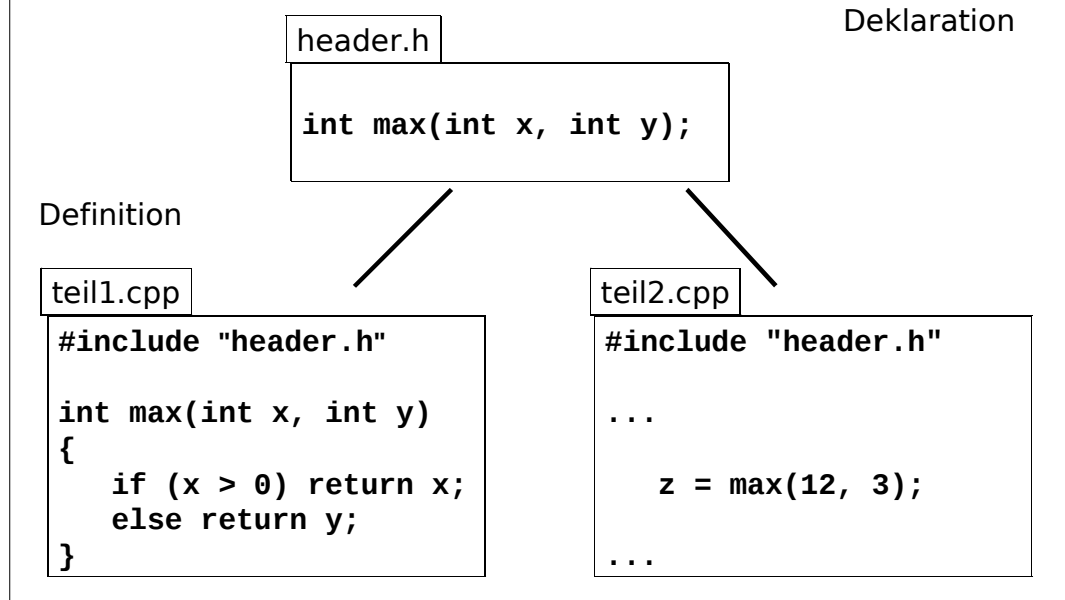 Deklaration
header.h
int max(int x, int y);
Definition
teil1.cpp
#include "header.h"
int max(int x, int y)
{
   if (x > 0) return x;
   else return y;
}
teil2.cpp
#include "header.h"
...
   z = max(12, 3);
...